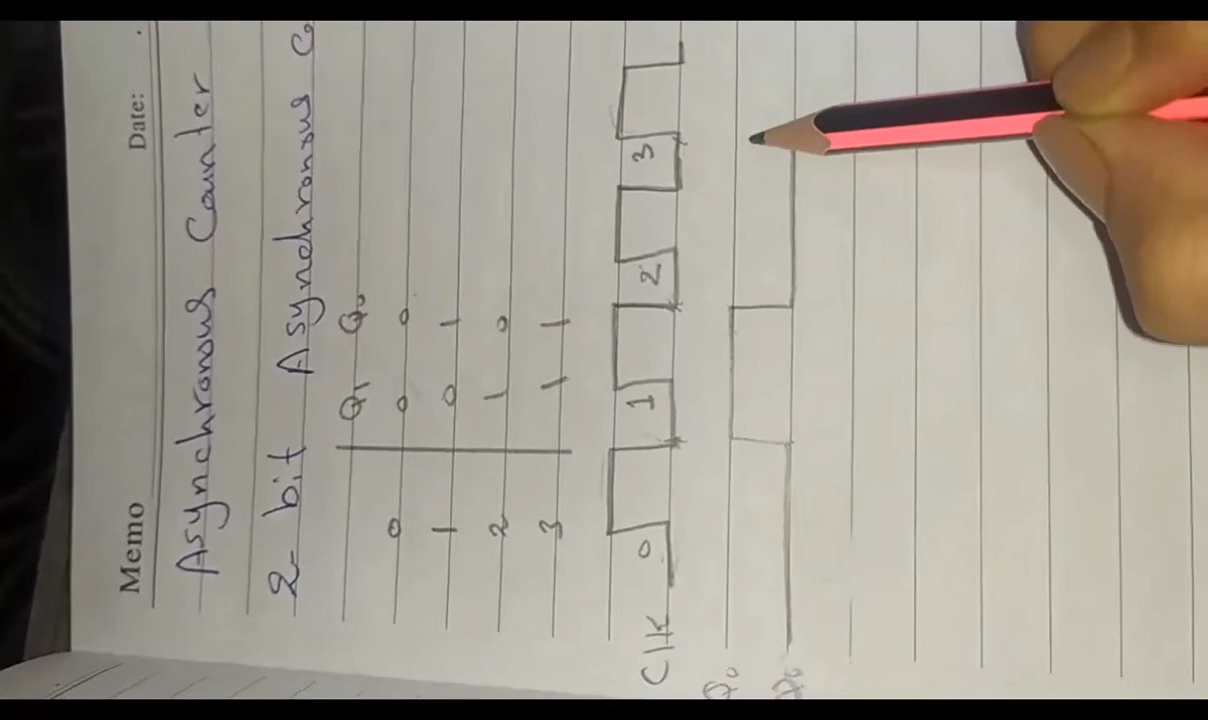 Memo Date: .
Asynchronous Counter
2- bit Asynchronous Co
Q1 Q0
0 0 0
1 0 1
2 1 0
3 1 1
Clk 0 1 2 3
Q0